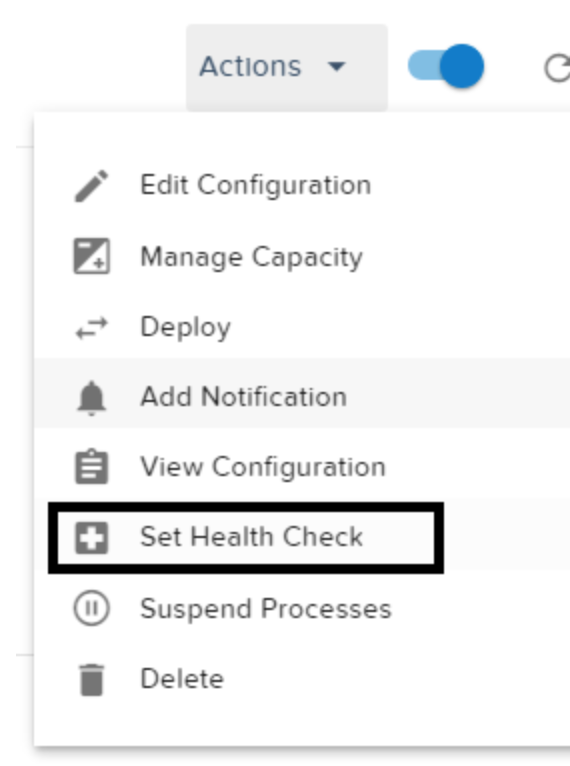 Actions
Edit Configuration
Manage Capacity
Deploy
Add Notification
View Configuration
Set Health Check
Suspend Processes
Delete